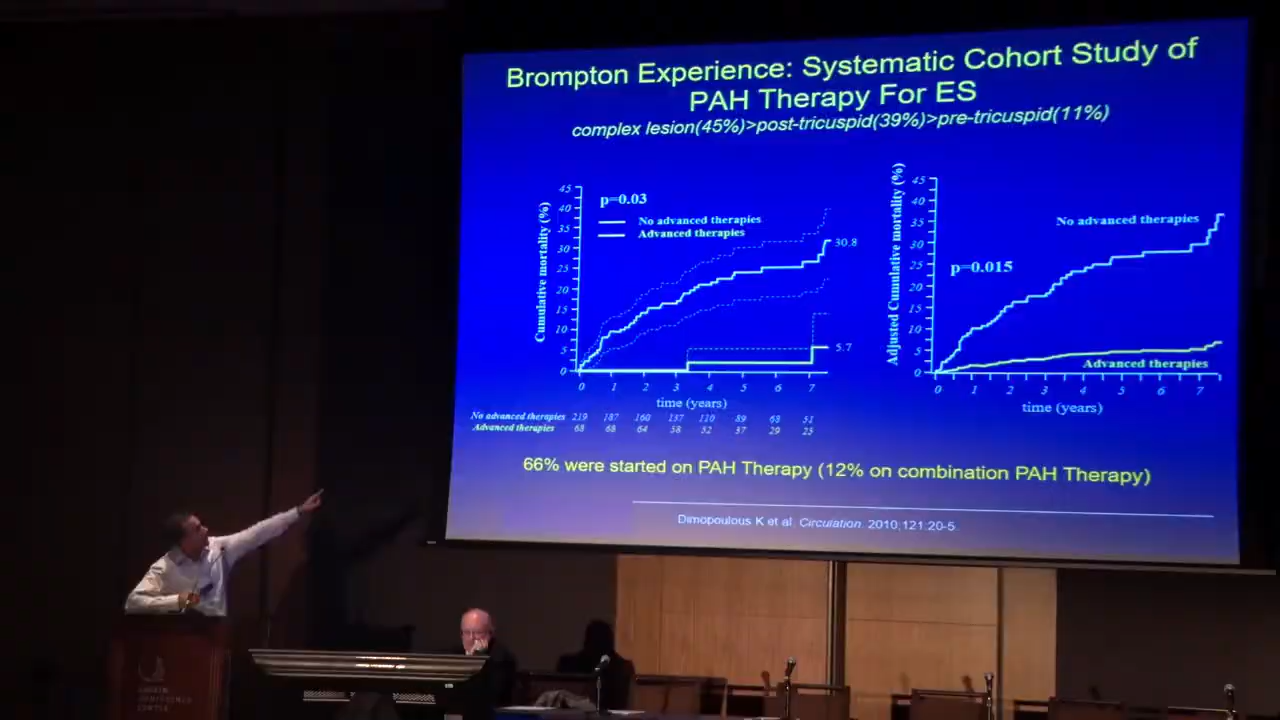 Brompton Experience: Systematic Cohort Study of
PAH Therapy For ES
complex lesion(45%)>post-tricuspid(39%)>pre-tricuspid(11%)
Cumulative mortality (%)
45
40
35
30
25
20
15
10
5
0
p=0.03
No advanced therapies
Advanced therapies
30.8
5.7
0 1 2 3 4 5 6 7
time (years)
No advanced therapies 219 187 160 137 110 89 63 51
Advanced therapies 68 68 64 58 52 37 29 23
Adjusted Cumulative mortality (%)
45
40
35
30
25
20
15
10
5
0
No advanced therapies
p=0.015
Advanced therapies
0 1 2 3 4 5 6 7
time (years)
66% were started on PAH Therapy (12% on combination PAH Therapy)
Dimopoulous K et al. Circulation. 2010;121:20-5.
CONFERENCE
CENTER